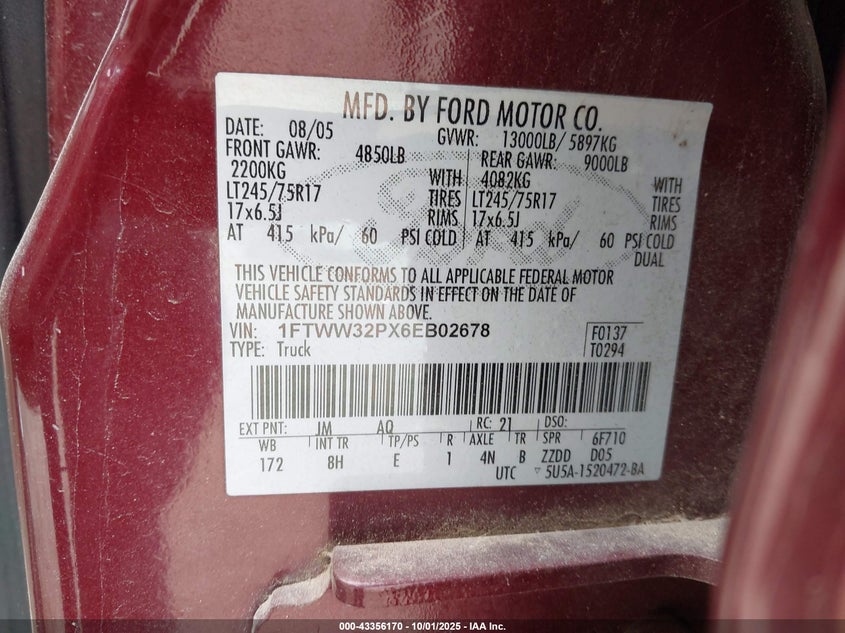 MFD. BY FORD MOTOR CO.
DATE: 08/05 GVWR: 13000LB/ 5897KG
FRONT GAWR: 4850LB REAR GAWR: 9000LB
2200KG WITH 4082KG WITH
LT245/75R17 TIRES LT245/75R17 TIRES
17x6.5J RIMS 17x6.5J RIMS
AT 415 kPa/ 60 PSI COLD AT 415 kPa/ 60 PSI COLD
DUAL
THIS VEHICLE CONFORMS TO ALL APPLICABLE FEDERAL MOTOR
VEHICLE SAFETY STANDARDS IN EFFECT ON THE DATE OF
MANUFACTURE SHOWN ABOVE.
VIN: 1FTWW32PX6EB02678 F0137
TYPE: Truck T0294
EXT PNT: JM AQ RC: 21 DSO:
WB INT TR TP/PS R AXLE TR SPR 6F710
172 8H E 1 4N B ZZDD D05
UTC ▽ 5U5A-1520472-BA
Ford
000-43356170 - 10/01/2025 - IAA Inc.